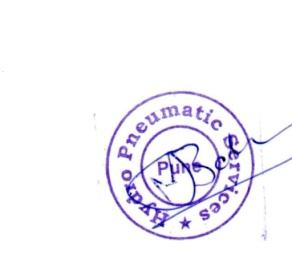 Hydro Pneumatic Services ★
Pune